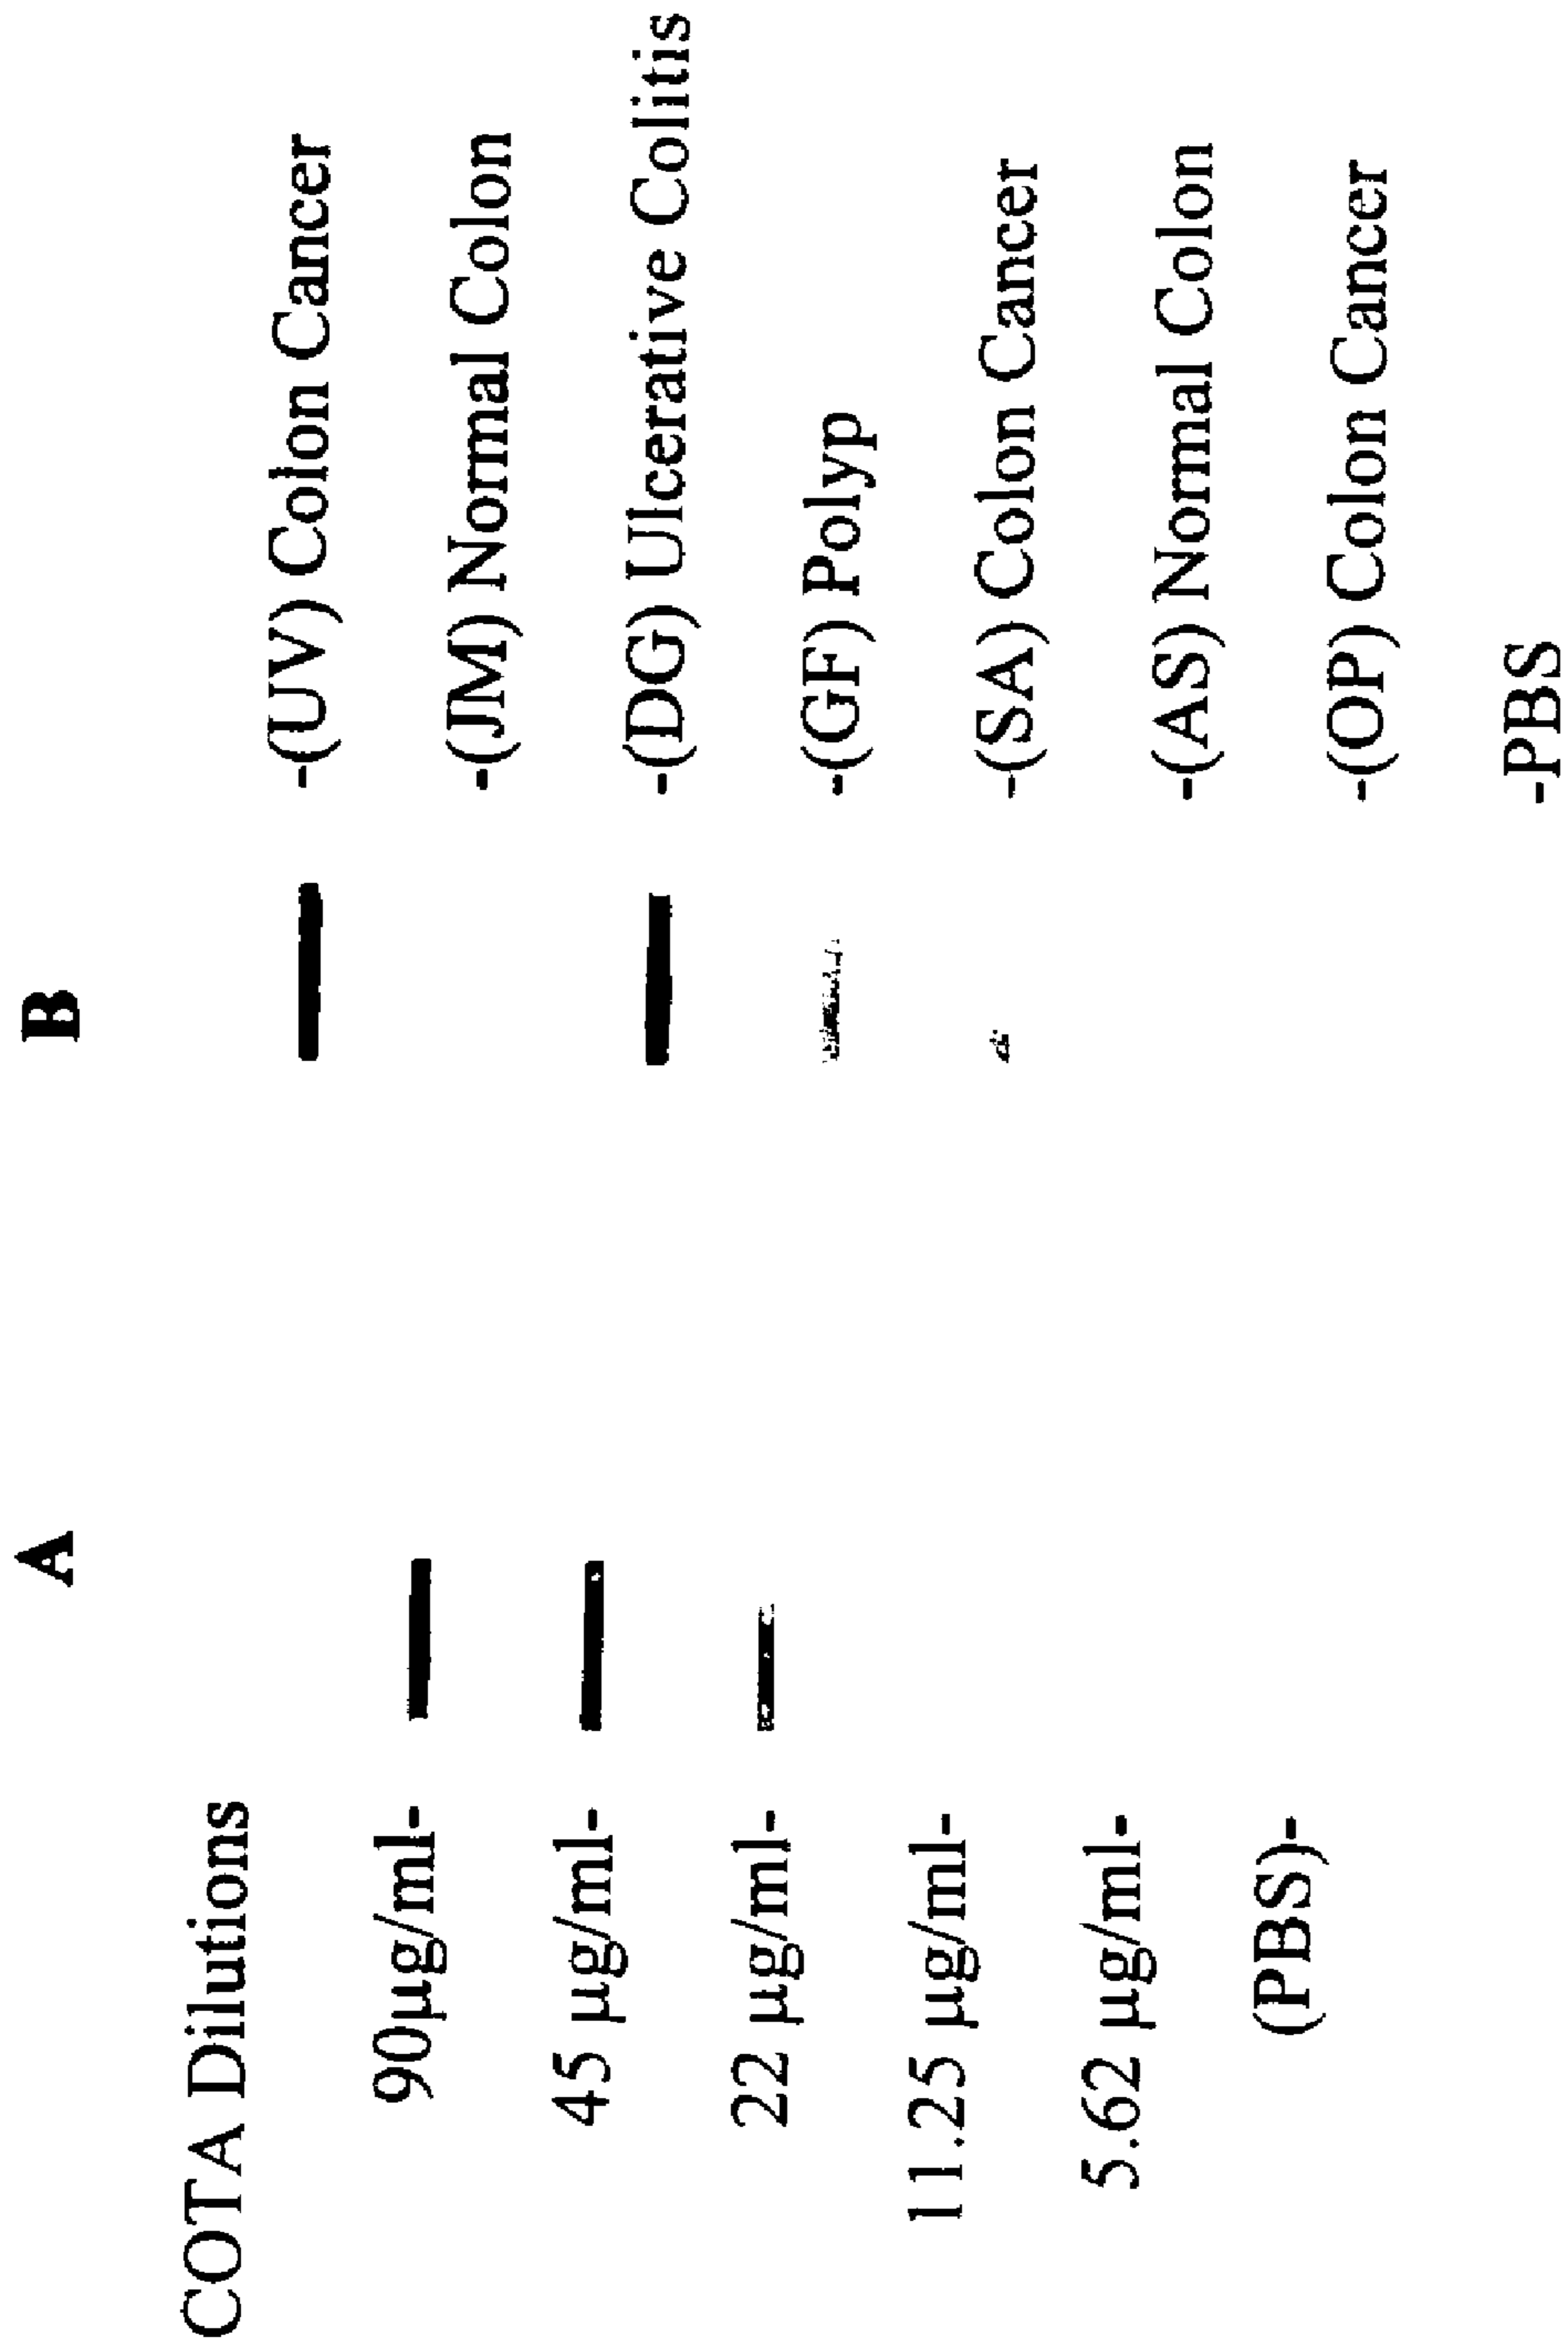 A
COTA Dilutions
90µg/ml-
45 µg/ml-
22 µg/ml-
11.25 µg/ml-
5.62 µg/ml-
(PBS)-
B
-(UV) Colon Cancer
-(JM) Normal Colon
-(DG) Ulcerative Colitis
-(GF) Polyp
-(SA) Colon Cancer
-(AS) Normal Colon
-(OP) Colon Cancer
-PBS